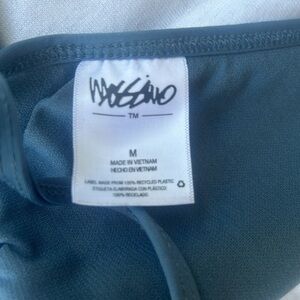 Mossimo
TM
M
MADE IN VIETNAM
HECHO EN VIETNAM
LABEL MADE FROM 100% RECYCLED PLASTIC
ETIQUETA ELABORADA CON PLÁSTICO
100% RECICLADO